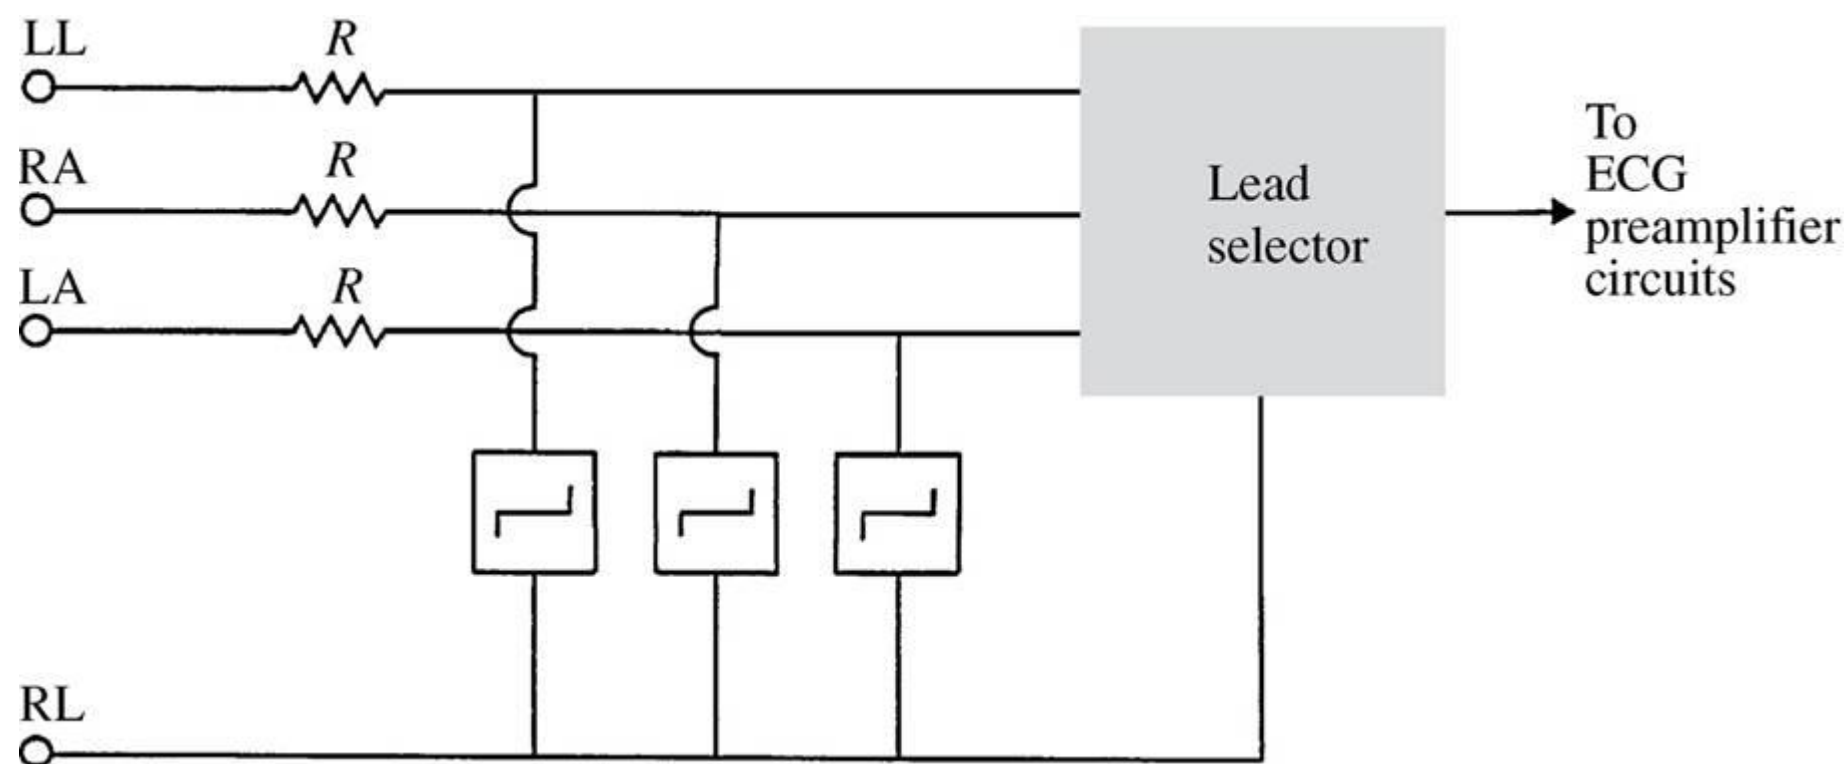 LL
R
RA
R
LA
R
RL
Lead
selector
To
ECG
preamplifier
circuits